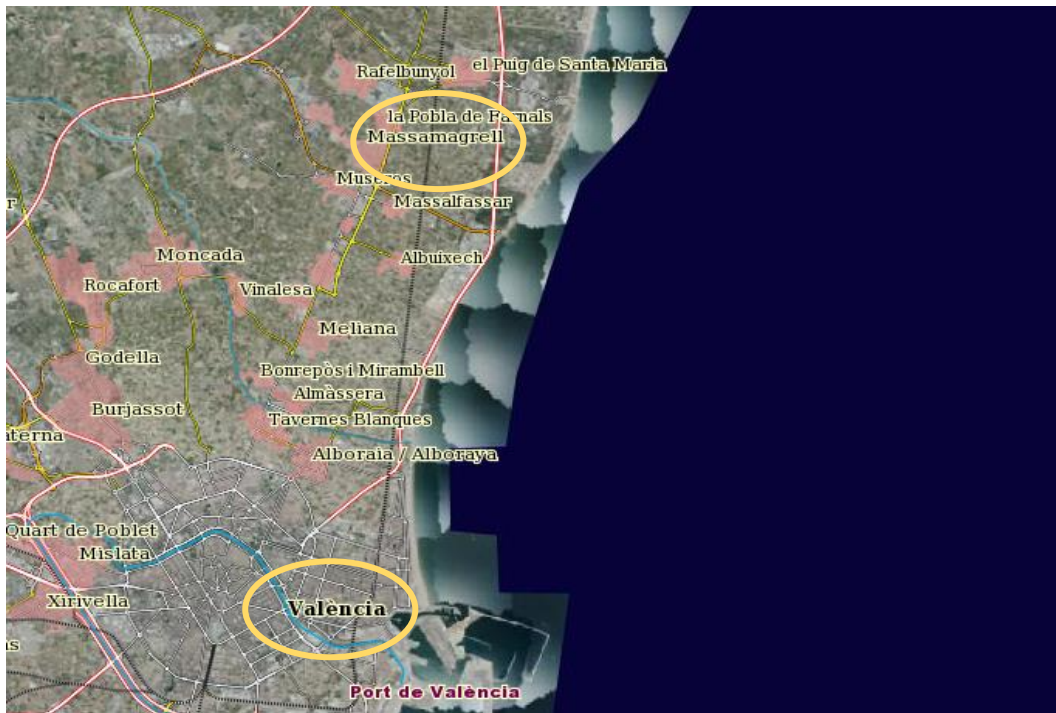 Rafelbunyol
el Puig de Santa Maria
la Pobla de Farnals
Massamagrell
Museros
Massalfassar
Moncada
Albuixech
Rocafort
Vinalesa
Meliana
Godella
Bonrepòs i Mirambell
Almàssera
Burjassot
Tavernes Blanques
aterna
Alboraia / Alboraya
Quart de Poblet
Mislata
Xirivella
València
Port de València